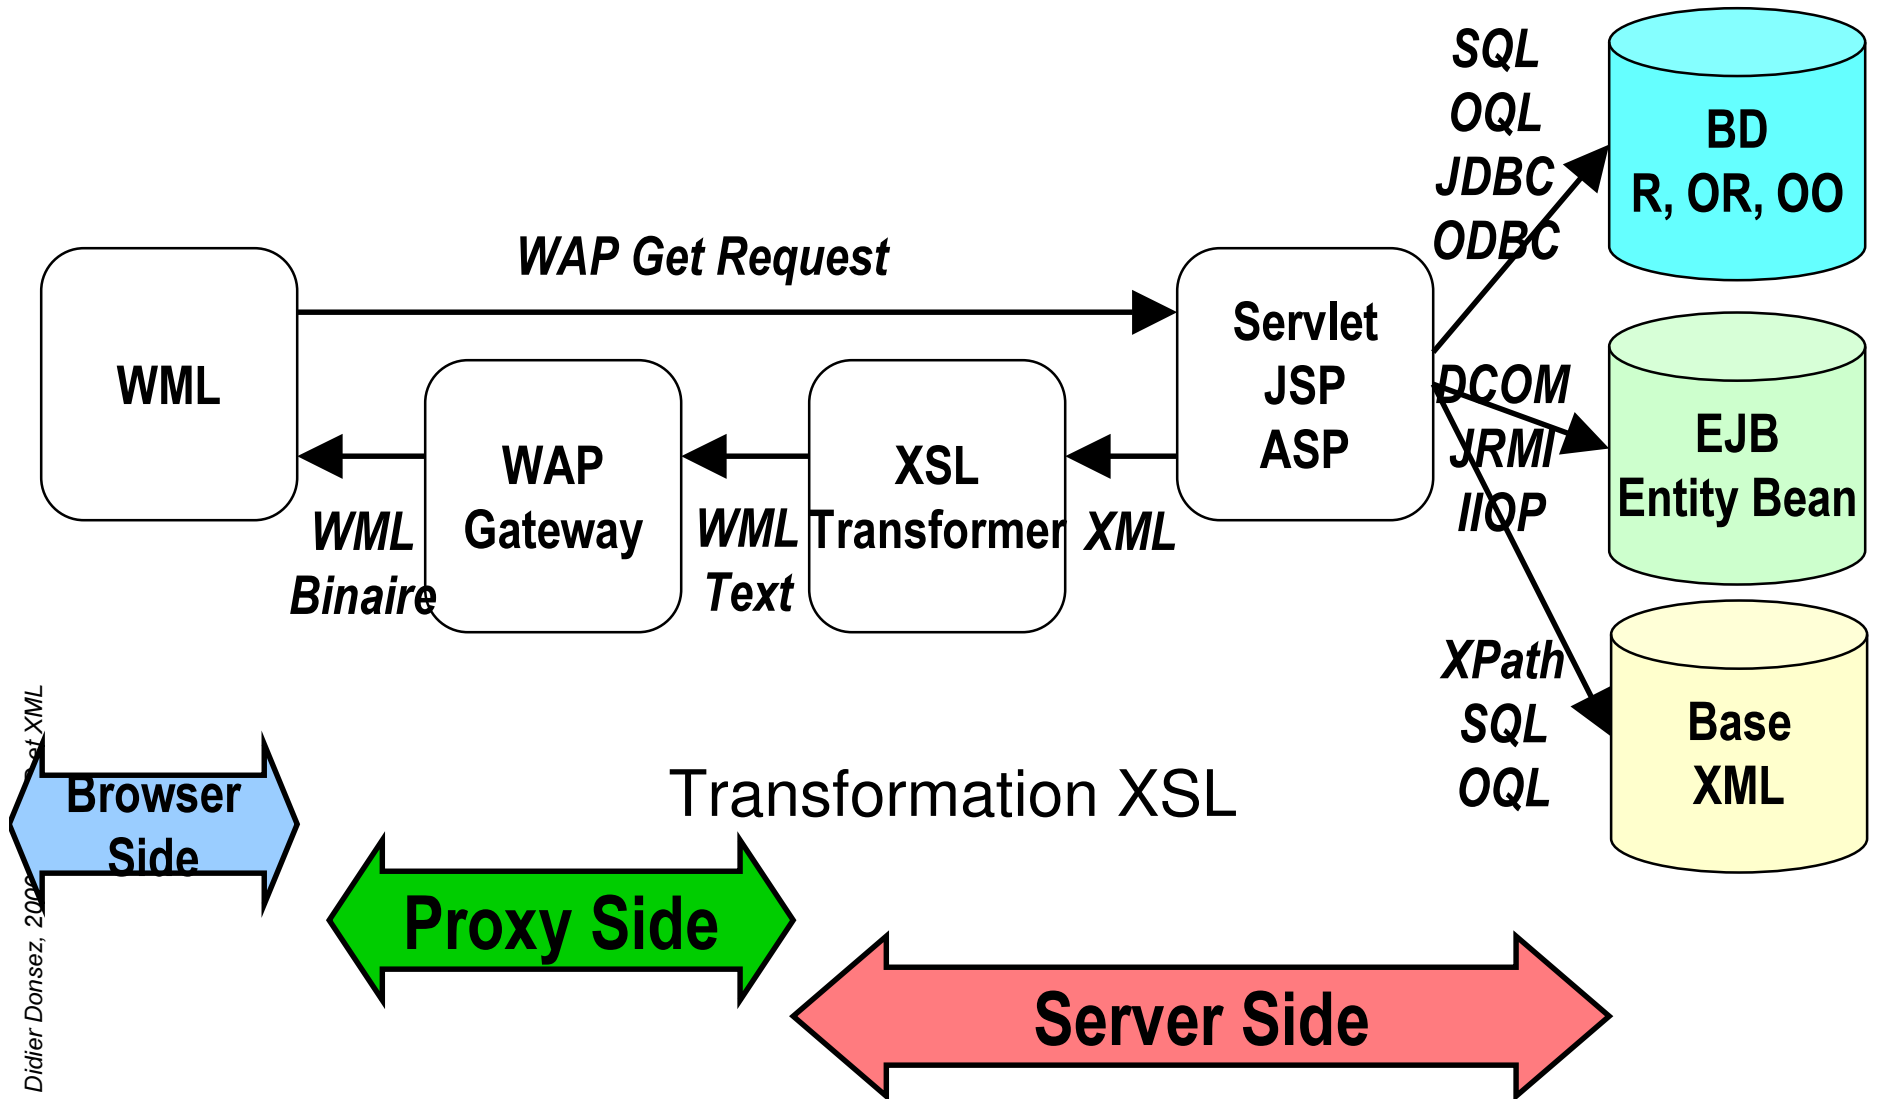 SQL
OQL
JDBC
ODBC
BD
R, OR, OO
WAP Get Request
WML
Servlet
JSP
ASP
DCOM
JRMI
IIOP
EJB
Entity Bean
WAP
Gateway
XSL
Transformer
WML
Binaire
WML
Text
XML
XPath
SQL
OQL
Base
XML
Transformation XSL
Browser
Side
Proxy Side
Server Side
Didier Donsez, et XML